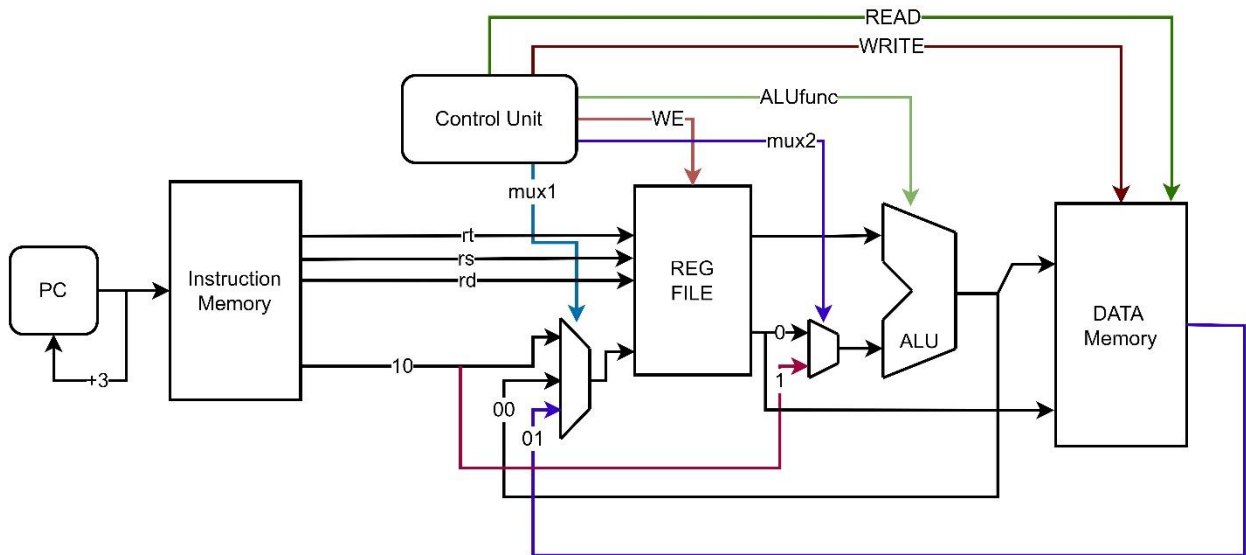 READ
WRITE
Control Unit
ALUfunc
WE
mux2
mux1
PC
+3
Instruction
Memory
rt
rs
rd
10
00
01
REG
FILE
0
1
ALU
DATA
Memory